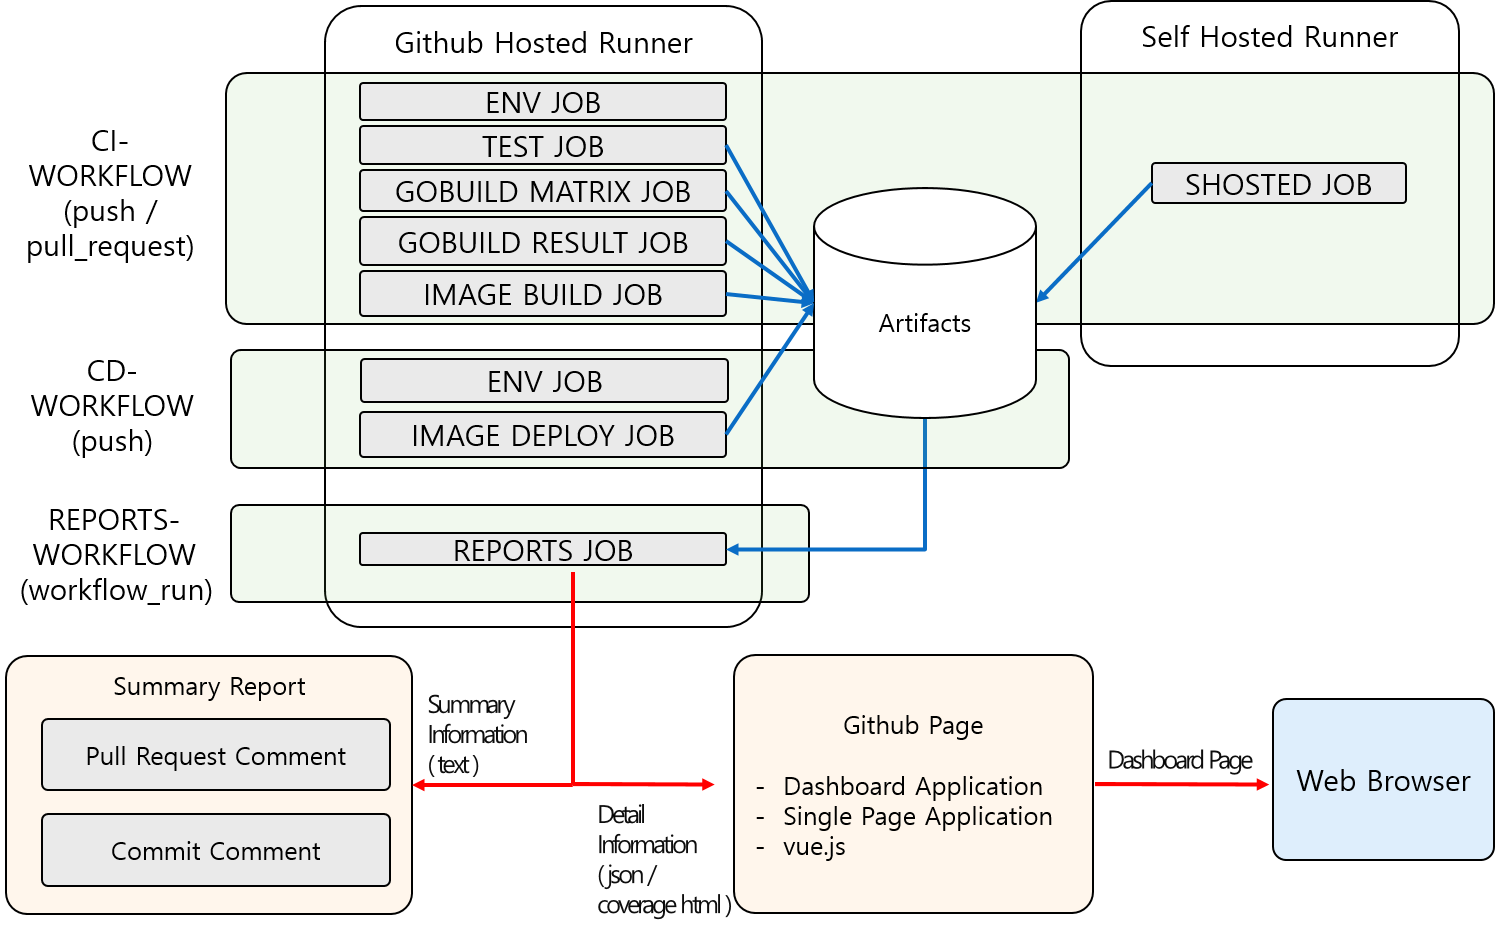 Github Hosted Runner
Self Hosted Runner
CI-
WORKFLOW
(push /
pull_request)
ENV JOB
TEST JOB
GOBUILD MATRIX JOB
GOBUILD RESULT JOB
IMAGE BUILD JOB
SHOSTED JOB
Artifacts
CD-
WORKFLOW
(push)
ENV JOB
IMAGE DEPLOY JOB
REPORTS-
WORKFLOW
(workflow_run)
REPORTS JOB
Summary Report
Pull Request Comment
Commit Comment
Summary
Information
( text )
Detail
Information
( json /
coverage html )
Github Page
- Dashboard Application
- Single Page Application
- vue.js
Dashboard Page
Web Browser